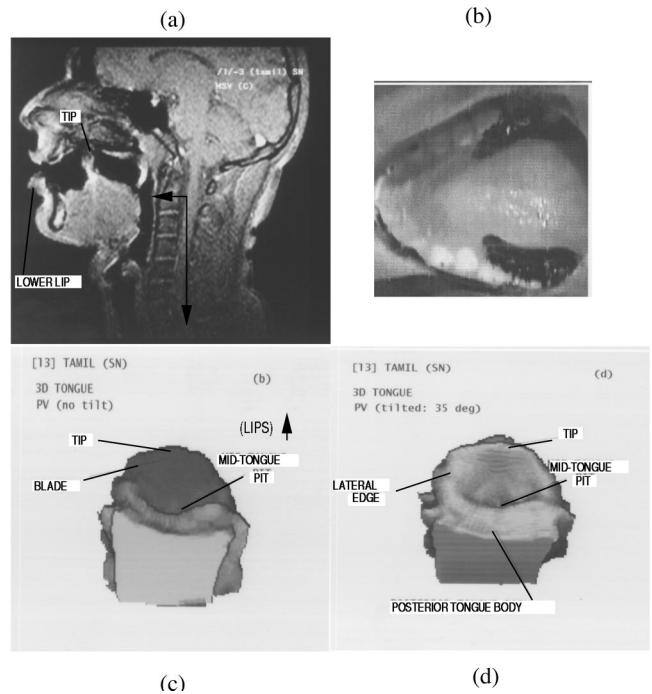 (a)
(b)
/1/-3 (tamil) SN
MSV (C)
TIP
LOWER LIP
[13] TAMIL (SN)
(b)
3D TONGUE
PV (no tilt)
(LIPS)
TIP
MID-TONGUE
PIT
BLADE
[13] TAMIL (SN)
(d)
3D TONGUE
PV (tilted: 35 deg)
TIP
MID-TONGUE
PIT
LATERAL
EDGE
POSTERIOR TONGUE BODY
(c)
(d)